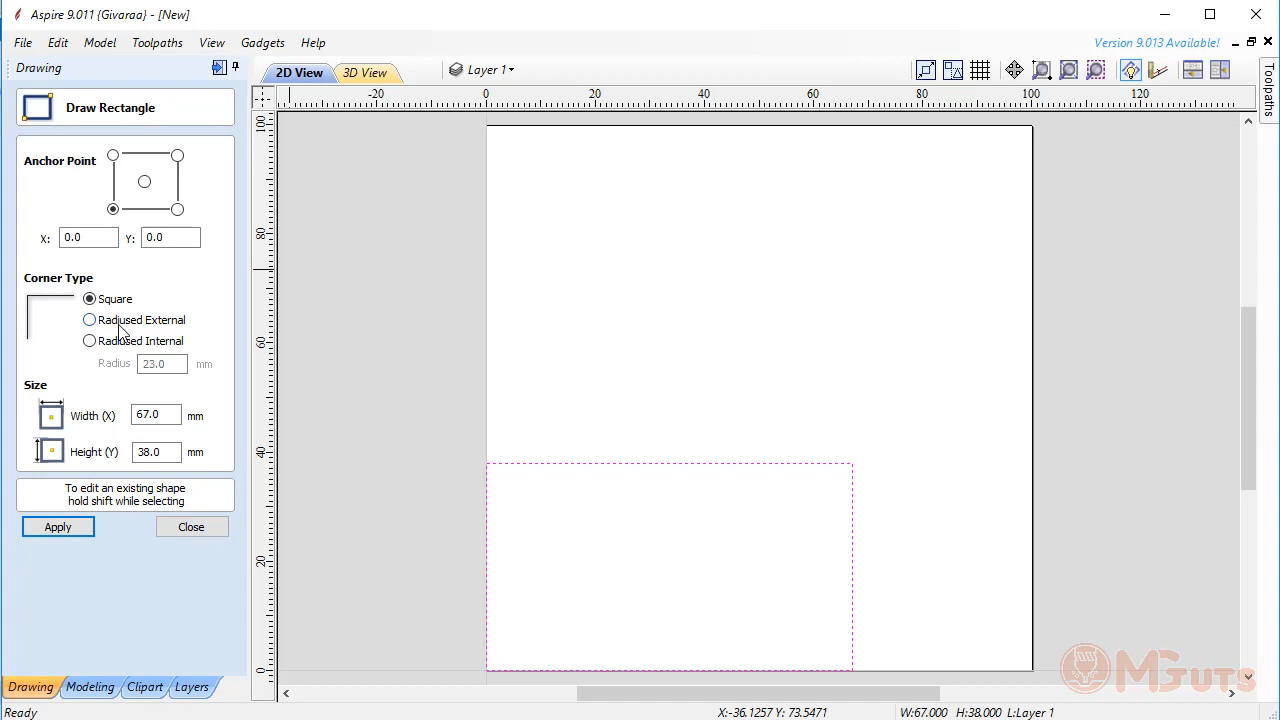 Aspire 9.011 {Givaraa} - [New]
File Edit Model Toolpaths View Gadgets Help
Version 9.013 Available!
Drawing
2D View
3D View
Layer 1
Toolpaths
Draw Rectangle
-20 0 20 40 60 80 100 120
100
80
60
40
20
0
Anchor Point
X: 0.0 Y: 0.0
Corner Type
Square
Radiused External
Radiused Internal
Radius 23.0 mm
Size
Width (X) 67.0 mm
Height (Y) 38.0 mm
To edit an existing shape
hold shift while selecting
Apply
Close
Drawing Modeling Clipart Layers
Ready
X:-36.1257 Y: 73.5471
W:67.000 H:38.000 L:Layer 1